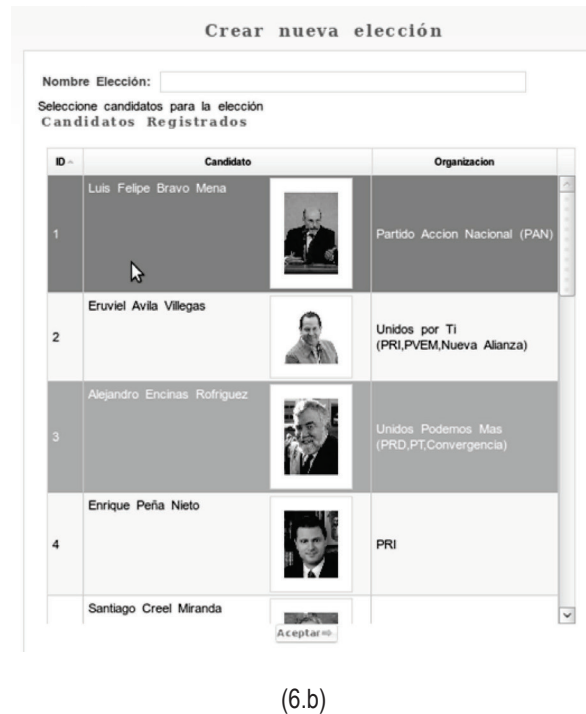 Crear nueva elección
Nombre Elección:
Seleccione candidatos para la elección
Candidatos Registrados
ID Candidato Organizacion
1 Luis Felipe Bravo Mena Partido Accion Nacional (PAN)
2 Eruviel Avila Villegas Unidos por Ti
(PRI,PVEM,Nueva Alianza)
3 Alejandro Encinas Rofriguez Unidos Podemos Mas
(PRD,PT,Convergencia)
4 Enrique Peña Nieto PRI
Santiago Creel Miranda
Aceptar
(6.b)